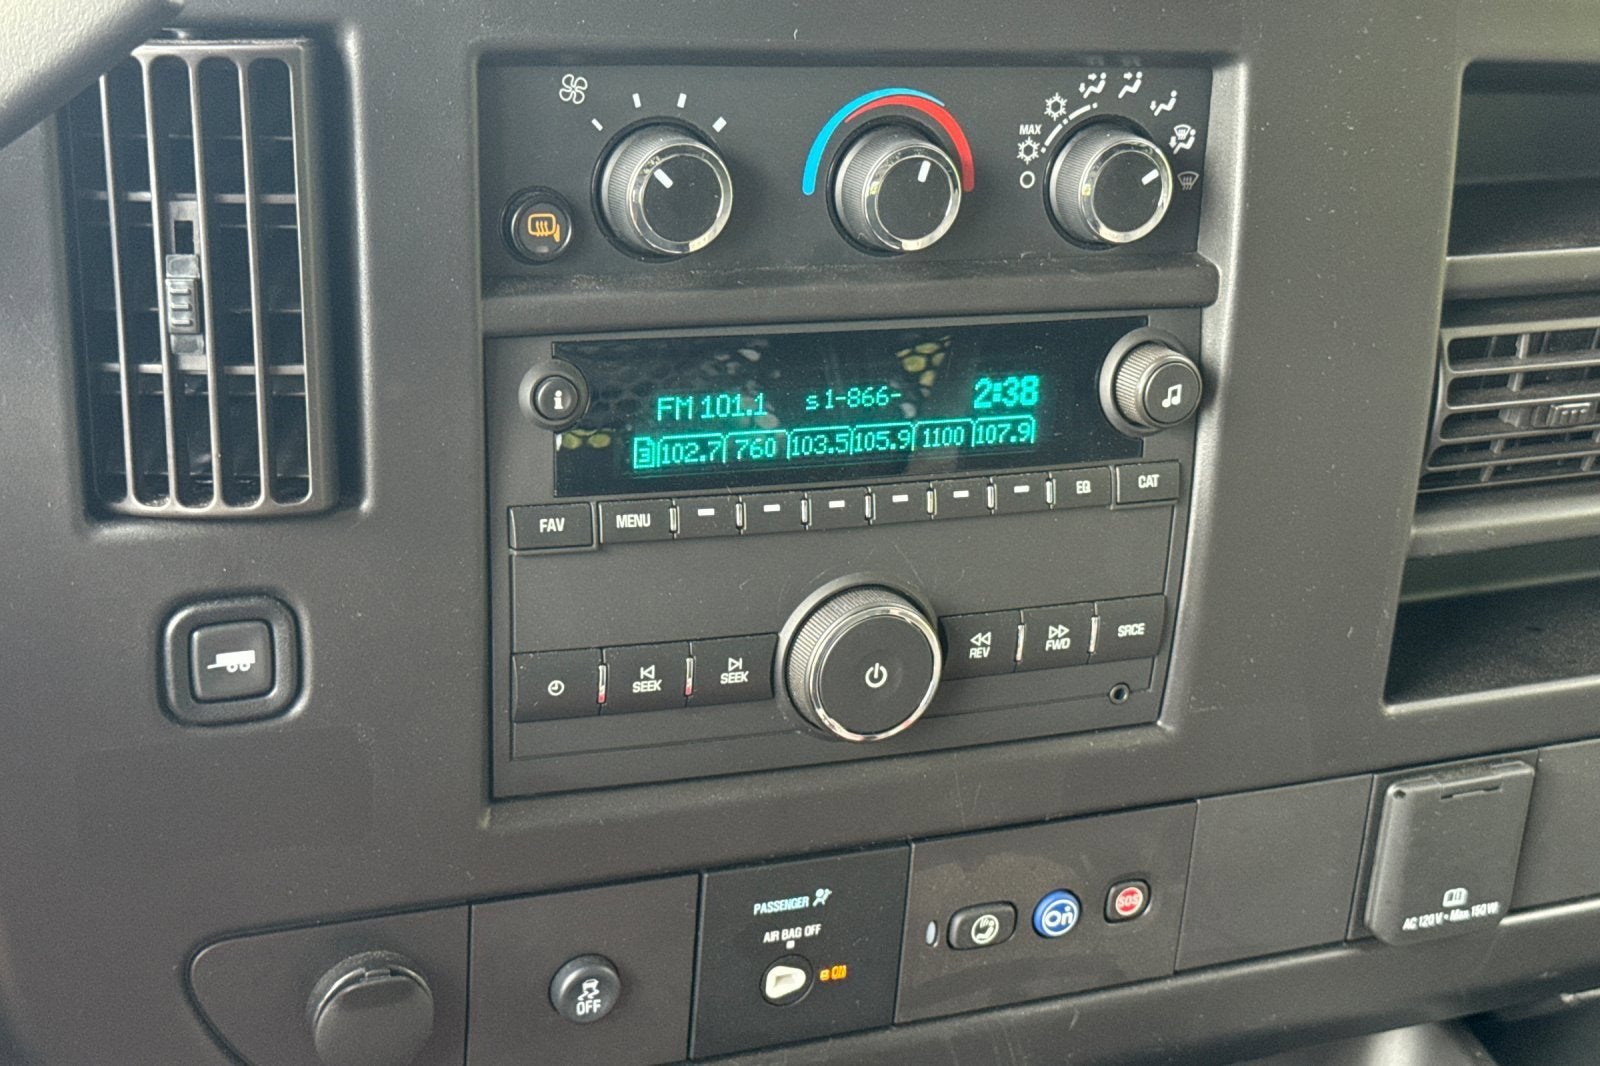 MAX
i
FM 101.1 s 1-866- 2:38
3 102.7 760 103.5 105.9 1100 107.9
FAV MENU EQ CAT
SEEK SEEK REV FWD SRCE
PASSENGER
AIR BAG OFF
OFF
On
SOS
AC 120 V - Max. 150 W